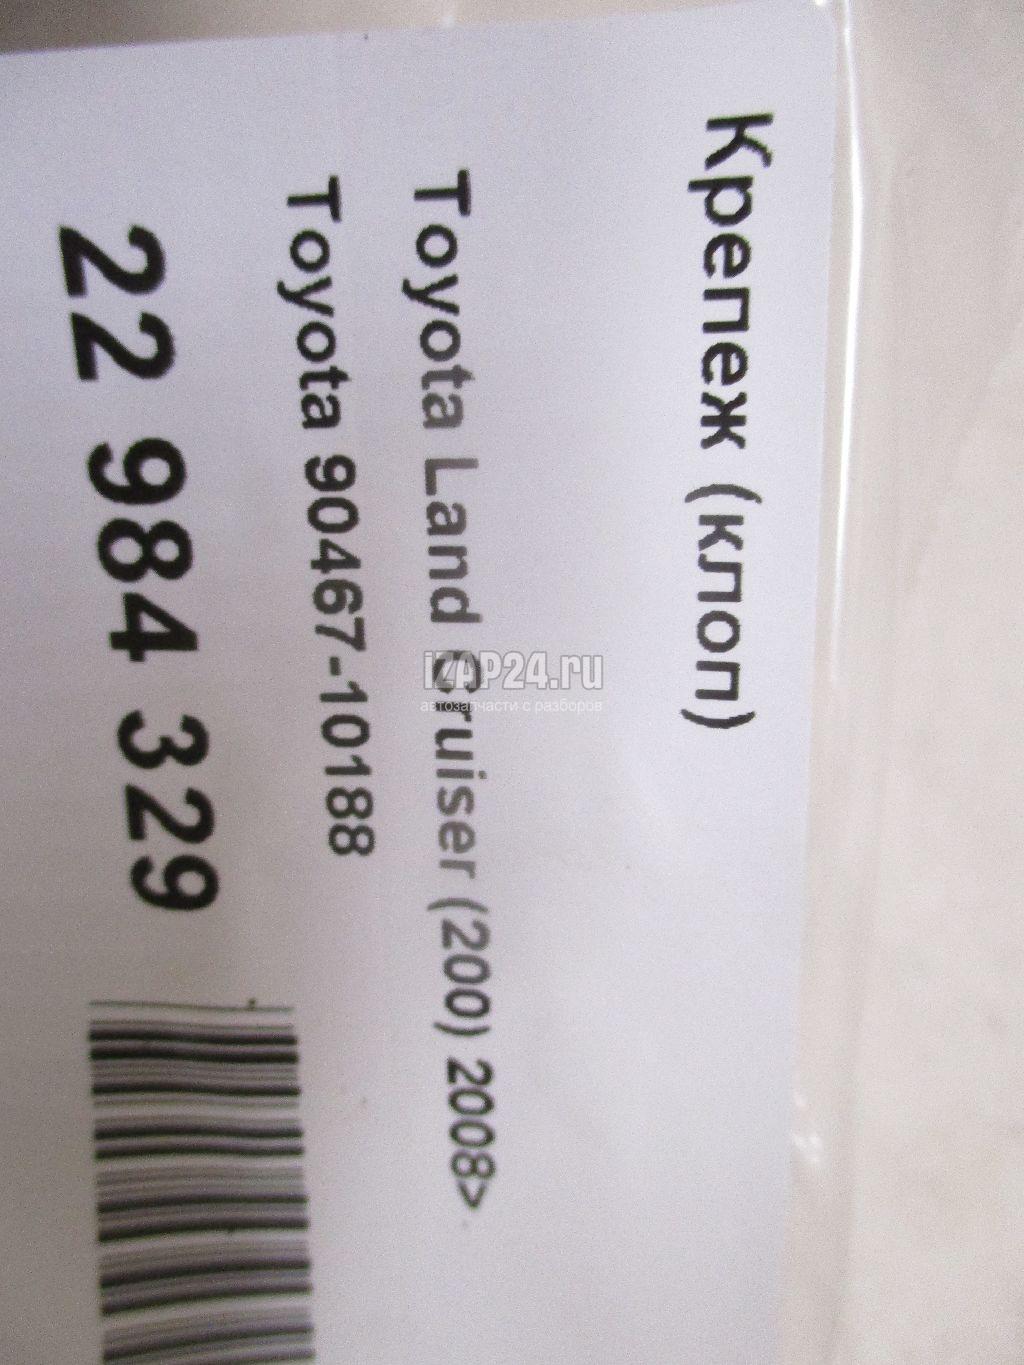 Крепеж (клоп)
Toyota Land Cruiser (200) 2008>
Toyota 90467-10188
22 984 329
iZAP24.ru
автозапчасти с разборов